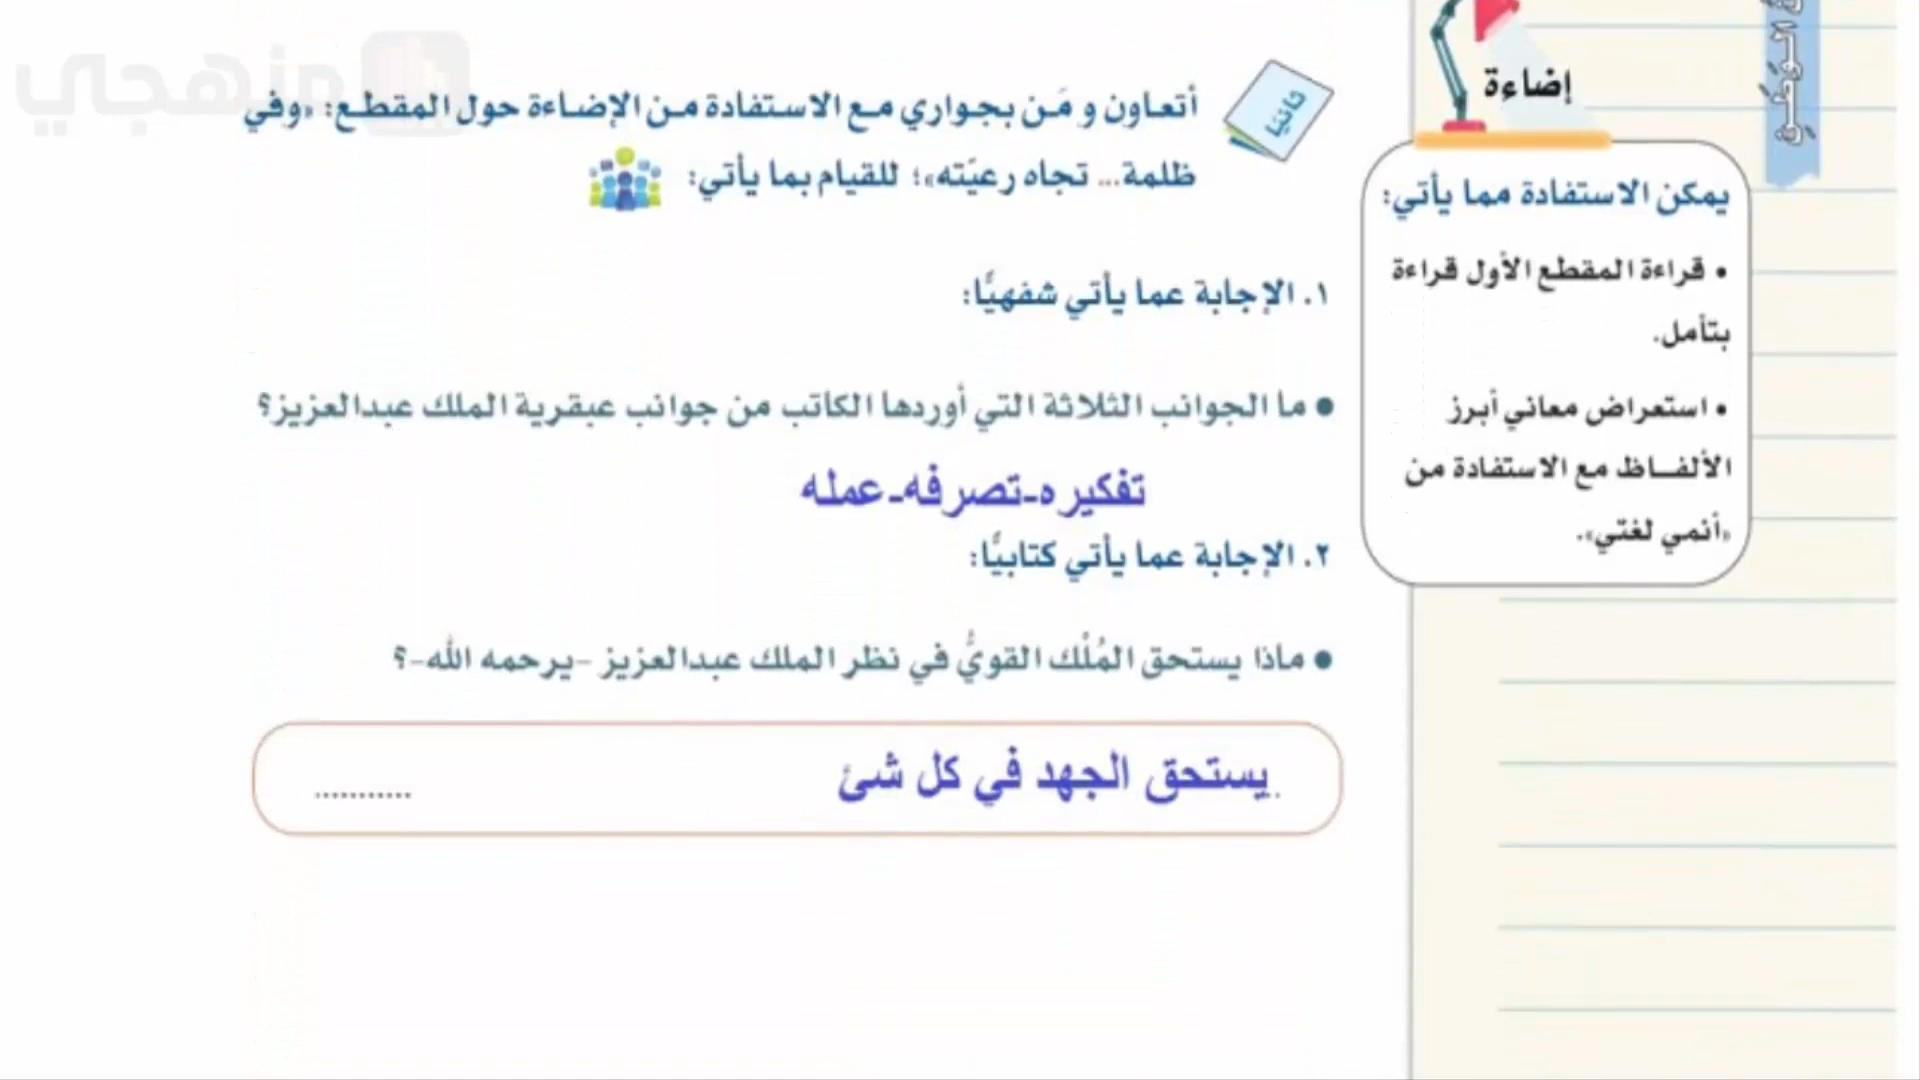 منهجي
ثانيًا
أتعاون و مَن بجواري مع الاستفادة من الإضاءة حول المقطع: «وفي
ظلمة... تجاه رعيّته»؛ للقيام بما يأتي:
١. الإجابة عما يأتي شفهيًّا:
● ما الجوانب الثلاثة التي أوردها الكاتب من جوانب عبقرية الملك عبدالعزيز؟
تفكيره-تصرفه-عمله
٢. الإجابة عما يأتي كتابيًّا:
● ماذا يستحق المُلْك القويُّ في نظر الملك عبدالعزيز -يرحمه الله-؟
يستحق الجهد في كل شئ ...........
إضاءة
يمكن الاستفادة مما يأتي:
• قراءة المقطع الأول قراءة
بتأمل.
• استعراض معاني أبرز
الألفـاظ مع الاستفادة من
«أنمي لغتي».